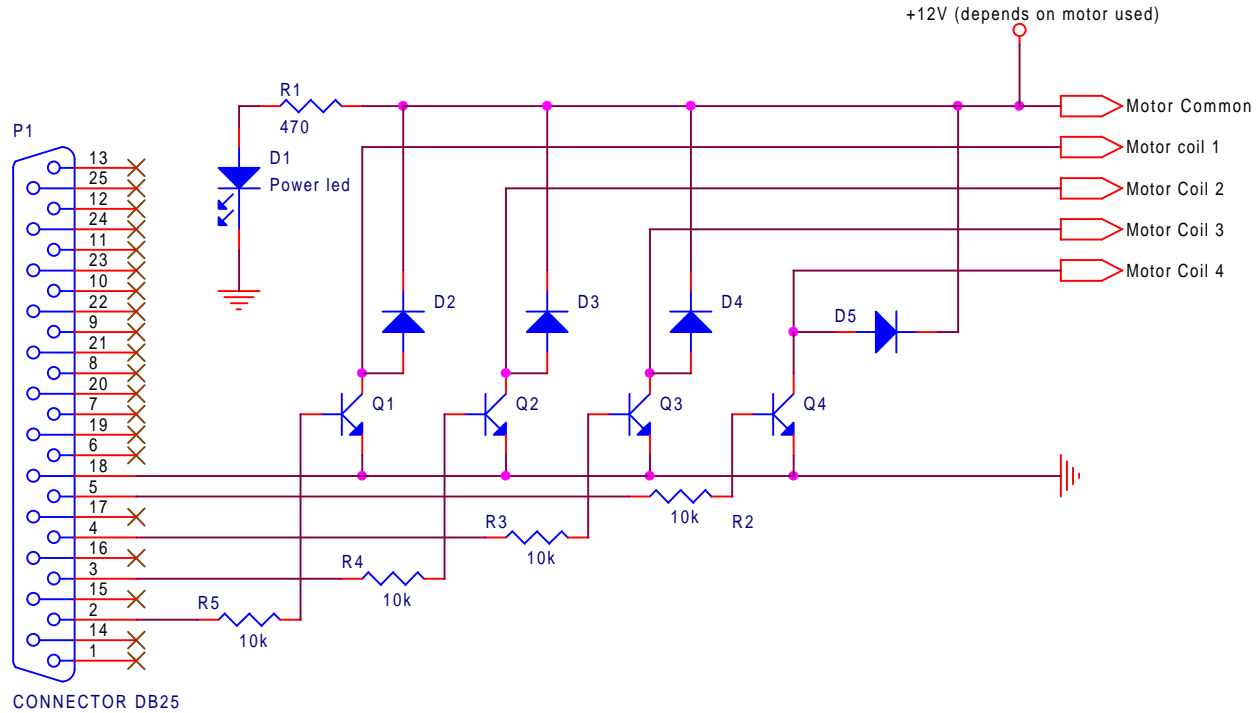 +12V (depends on motor used)
R1
470
Motor Common
P1
Motor coil 1
13
D1
25
Power led
Motor Coil 2
12
24
Motor Coil 3
11
23
Motor Coil 4
10
22
D2
D3
D4
D5
9
21
8
20
Q1
Q2
Q3
Q4
7
19
6
18
5
17
10k
R2
4
R3
16
10k
3
R4
15
10k
2
R5
14
10k
1
CONNECTOR DB25